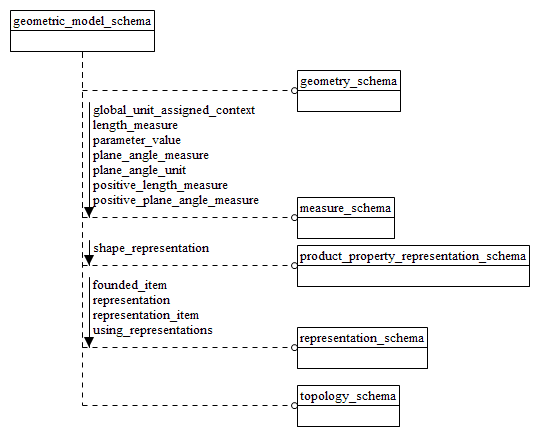 geometric_model_schema
geometry_schema
global_unit_assigned_context
length_measure
parameter_value
plane_angle_measure
plane_angle_unit
positive_length_measure
positive_plane_angle_measure
measure_schema
shape_representation
product_property_representation_schema
founded_item
representation
representation_item
using_representations
representation_schema
topology_schema